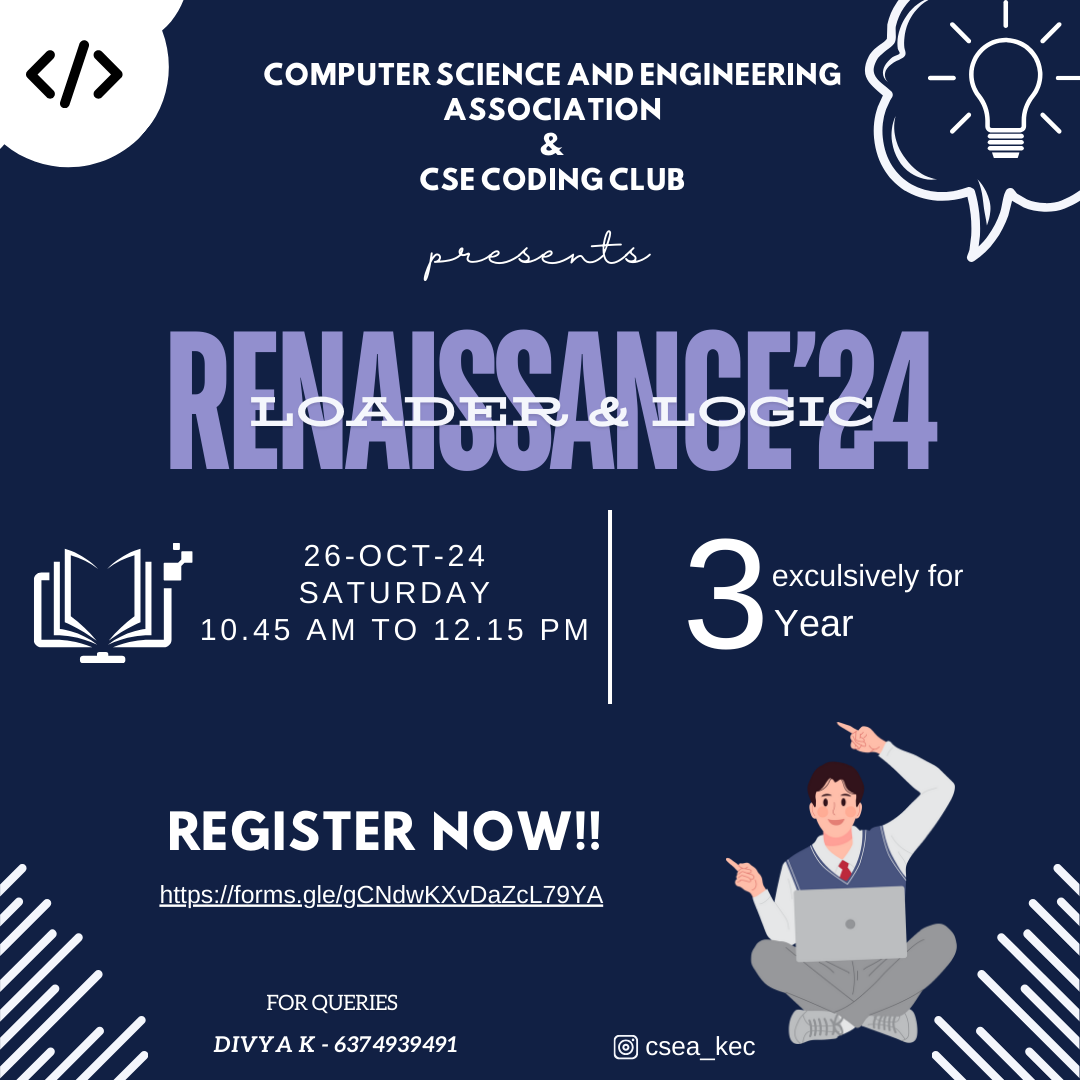 </>
COMPUTER SCIENCE AND ENGINEERING
ASSOCIATION
&
CSE CODING CLUB
presents
RENAISSANCE'24
LOADER & LOGIC
26-OCT-24
SATURDAY
10.45 AM TO 12.15 PM
3 exculsively for
Year
REGISTER NOW!!
https://forms.gle/gCNdwKXvDaZcL79YA
FOR QUERIES
DIVYA K - 6374939491
csea_kec